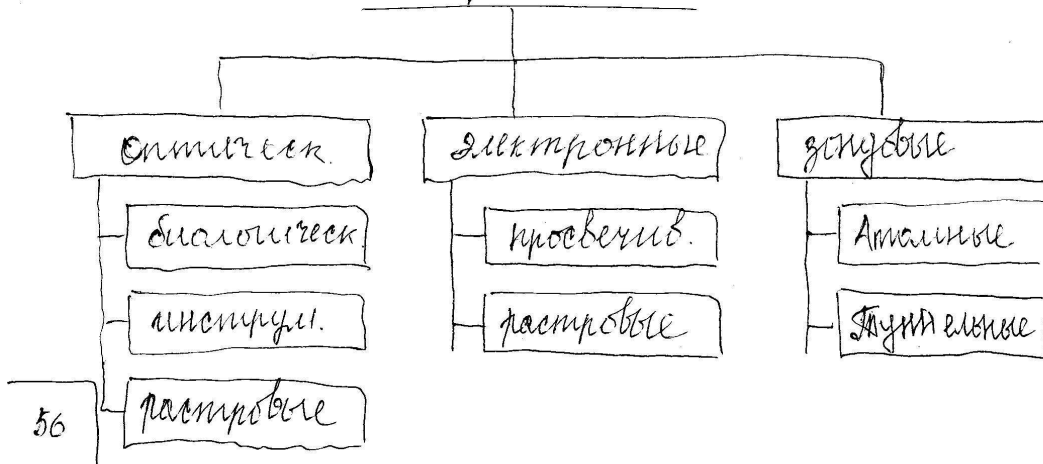 оптическ.
электронные
зондовые
биологическ.
просвечив.
Атомные
инструм.
растровые
Туннельные
растровые
56